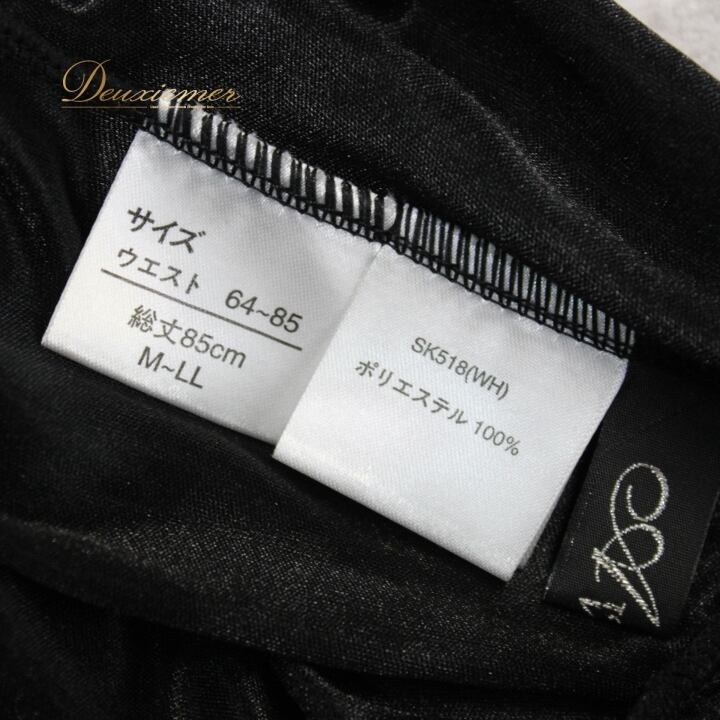 Deuxiemer
サイズ
ウエスト 64~85
総丈85cm
M~LL
SK518(WH)
ポリエステル 100%